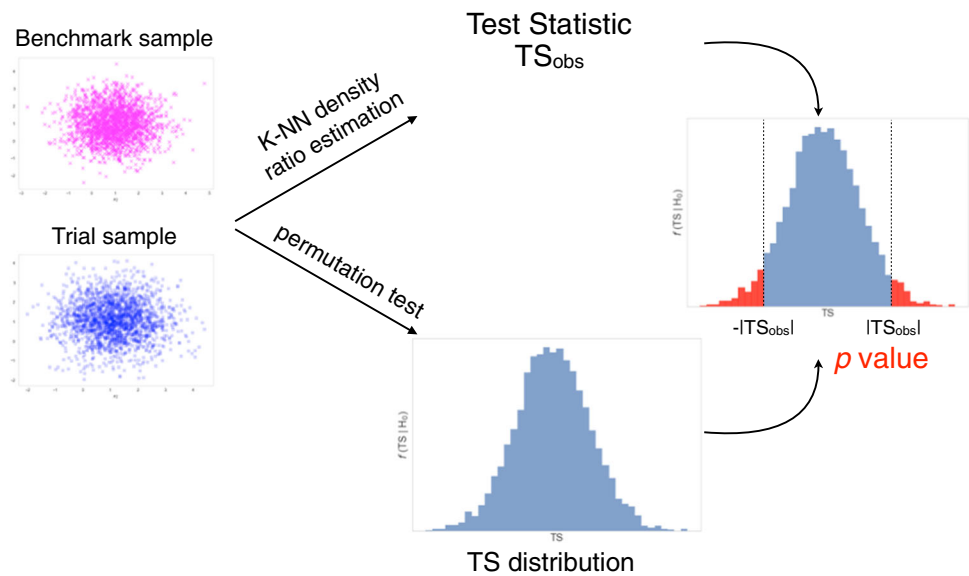 Benchmark sample
Trial sample
K-NN density
ratio estimation
permutation test
Test Statistic
TSobs
f (TS | H0)
TS
TS distribution
f (TS | H0)
TS
-|TSobs|
|TSobs|
p value